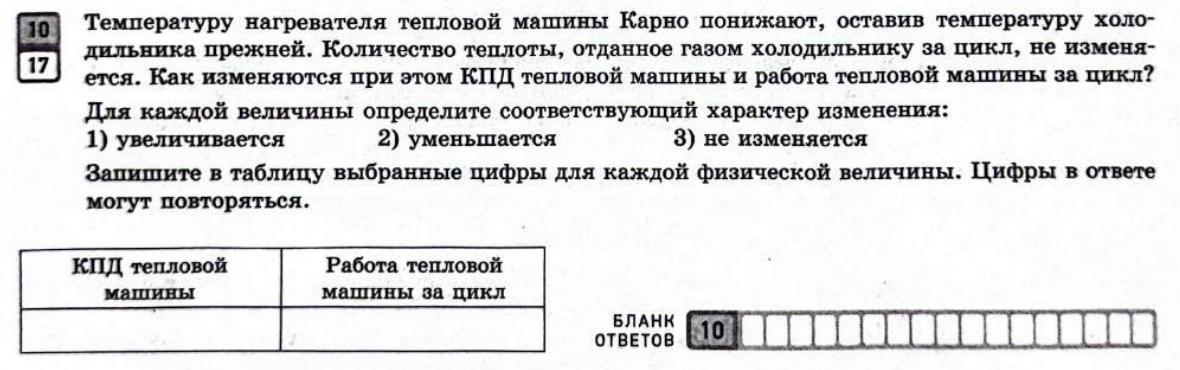 10
17
Температуру нагревателя тепловой машины Карно понижают, оставив температуру холо-
дильника прежней. Количество теплоты, отданное газом холодильнику за цикл, не изменя-
ется. Как изменяются при этом КПД тепловой машины и работа тепловой машины за цикл?
Для каждой величины определите соответствующий характер изменения:
1) увеличивается 2) уменьшается 3) не изменяется
Запишите в таблицу выбранные цифры для каждой физической величины. Цифры в ответе
могут повторяться.
КПД тепловой
машины
Работа тепловой
машины за цикл
БЛАНК
ОТВЕТОВ
10